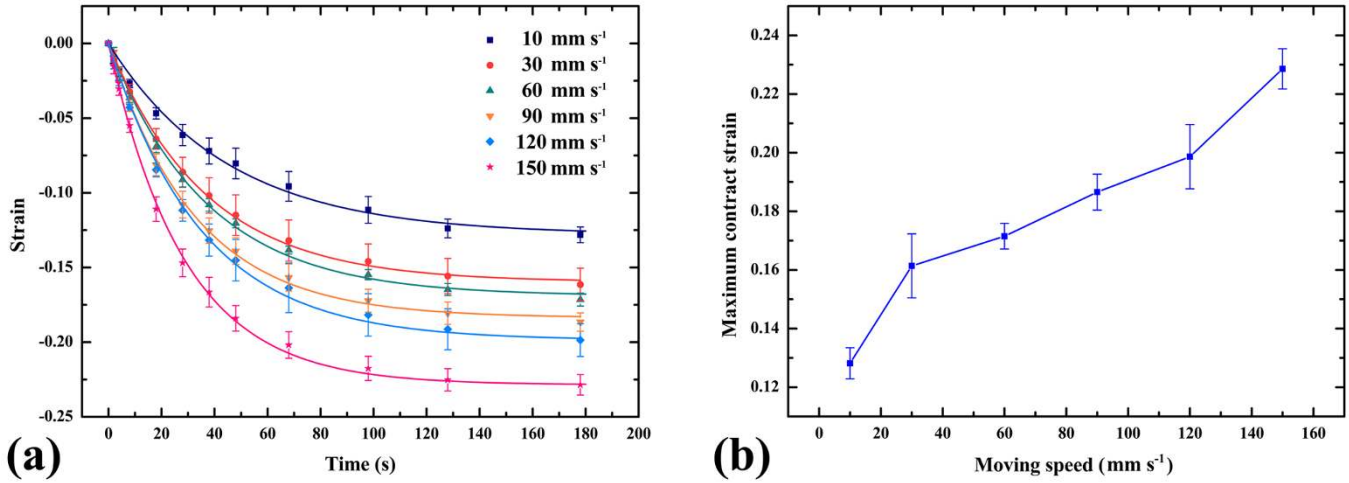 0.00
-0.05
-0.10
-0.15
-0.20
-0.25
Strain
10 mm s-1
30 mm s-1
60 mm s-1
90 mm s-1
120 mm s-1
150 mm s-1
0 20 40 60 80 100 120 140 160 180 200
Time (s)
(a)
0.24
0.22
0.20
0.18
0.16
0.14
0.12
Maximum contract strain
0 20 40 60 80 100 120 140 160
Moving speed (mm s-1)
(b)